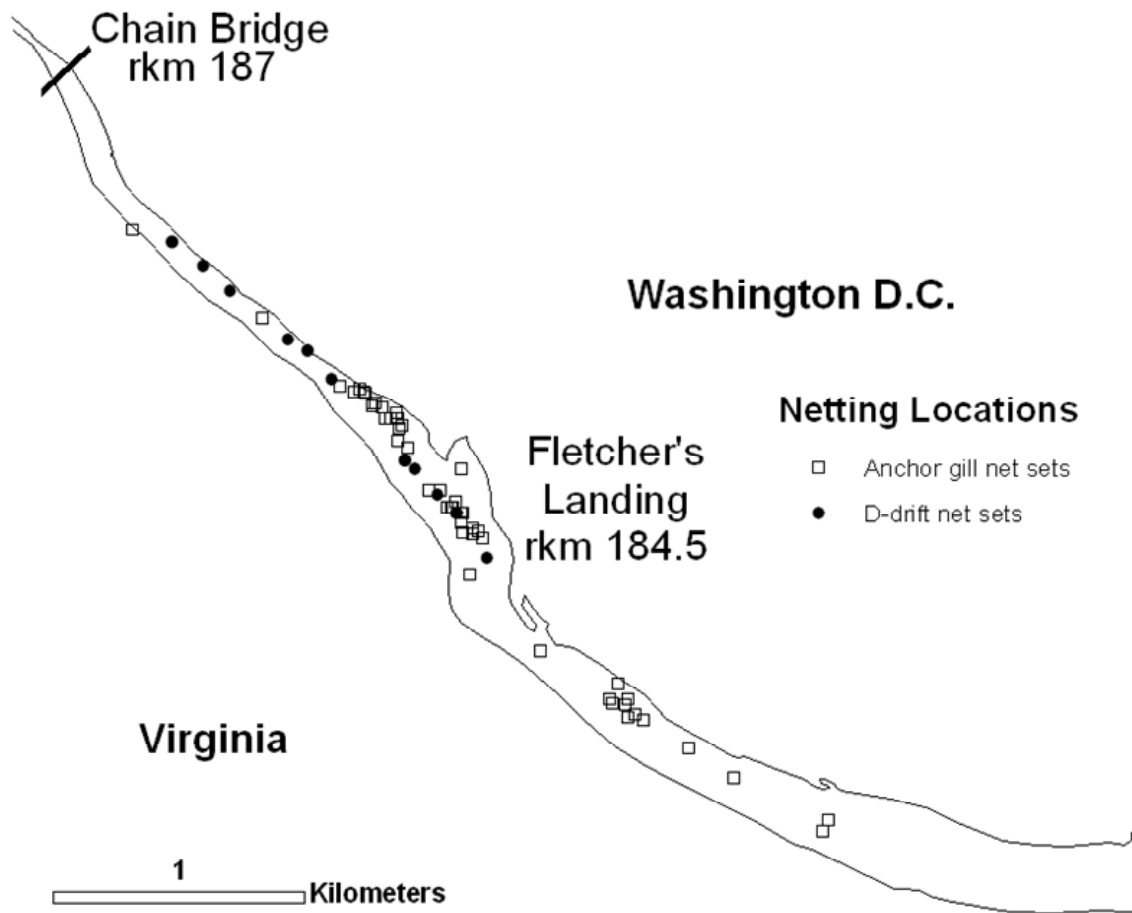 Chain Bridge
rkm 187
Washington D.C.
Netting Locations
Anchor gill net sets
D-drift net sets
Fletcher's
Landing
rkm 184.5
Virginia
1
Kilometers